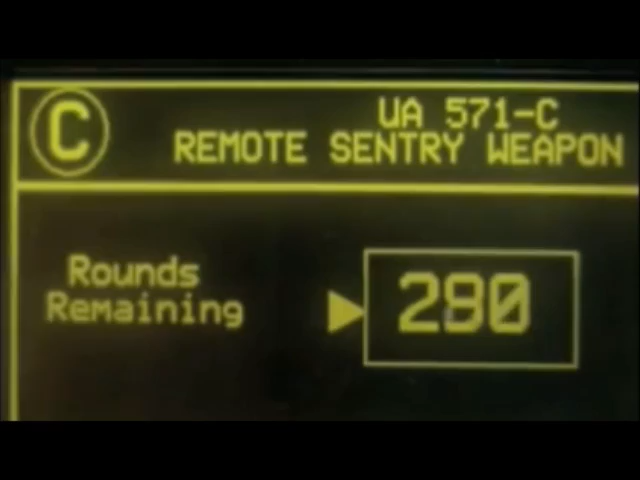 C
UA 571-C
REMOTE SENTRY WEAPON
Rounds
Remaining
280